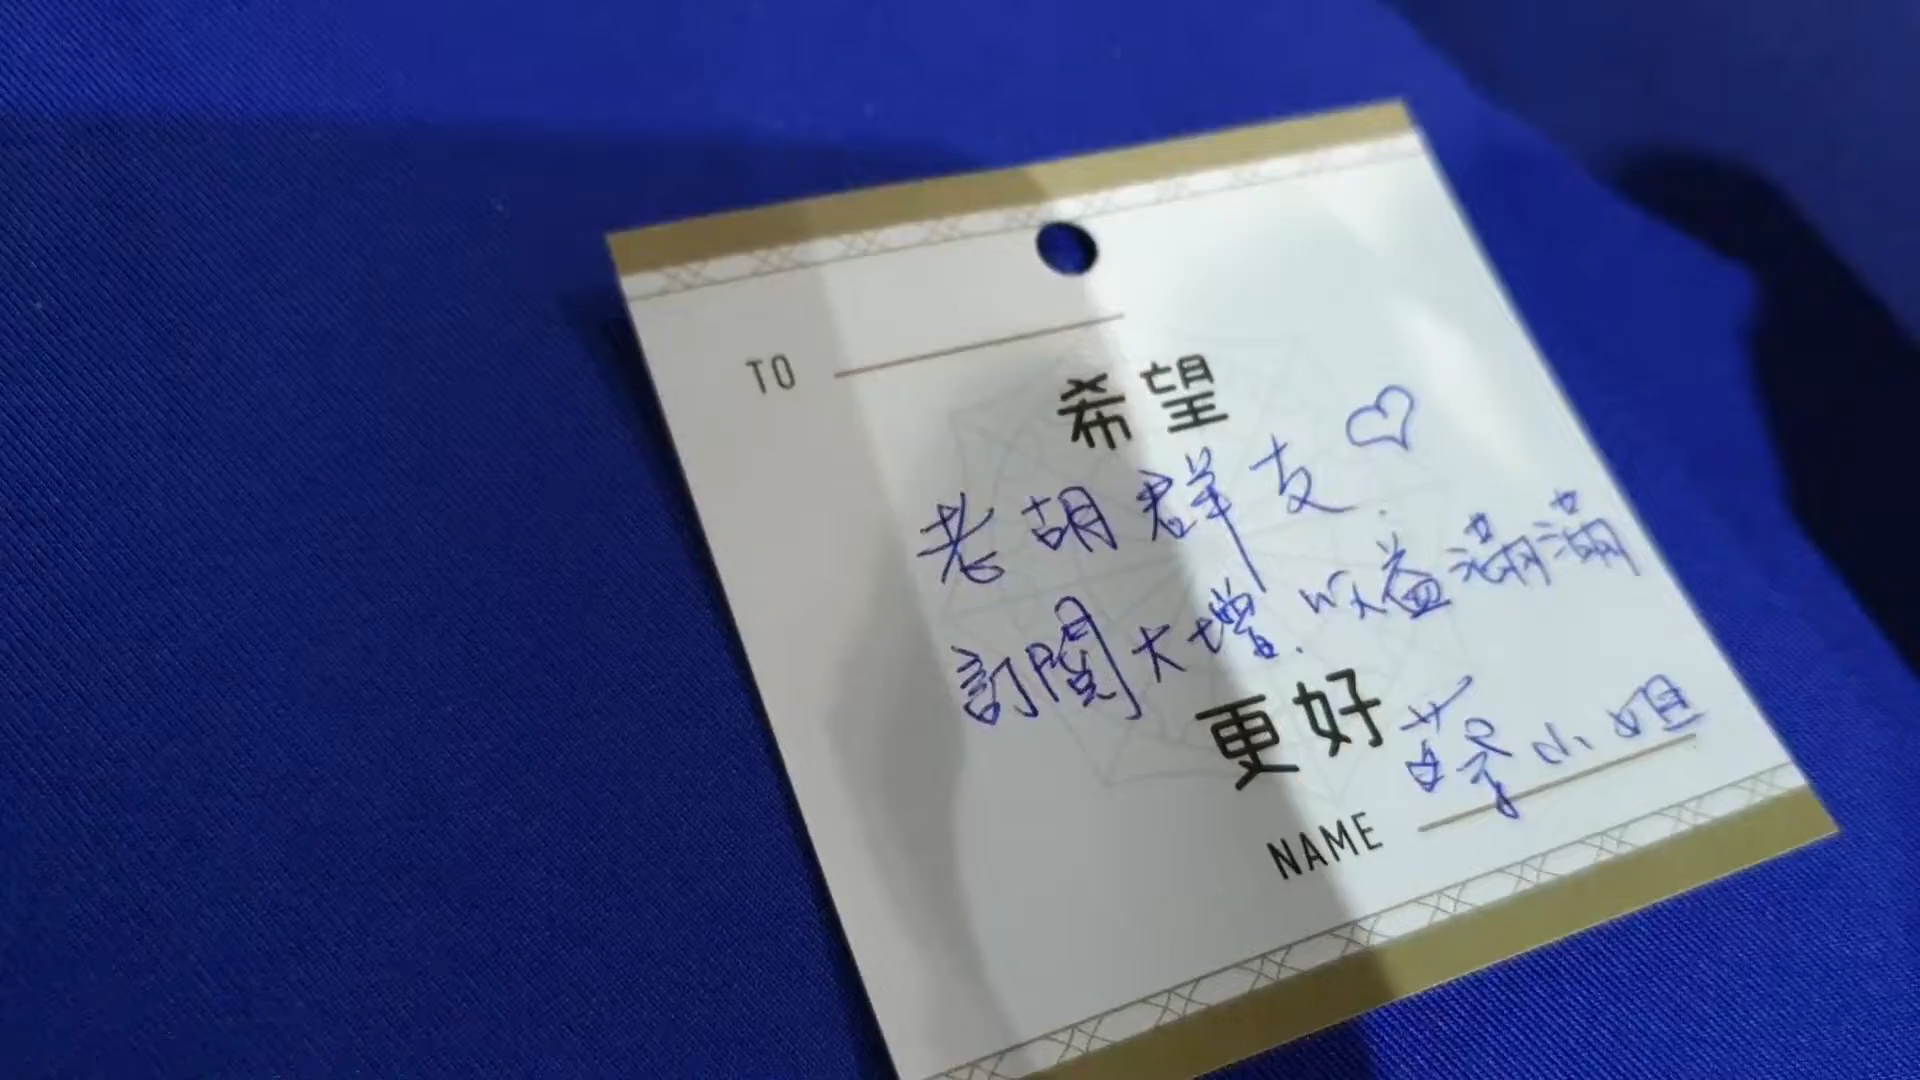 TO
希望
老胡群友.♡
訂閱大增.收益滿滿
更好
蔡小姐
NAME